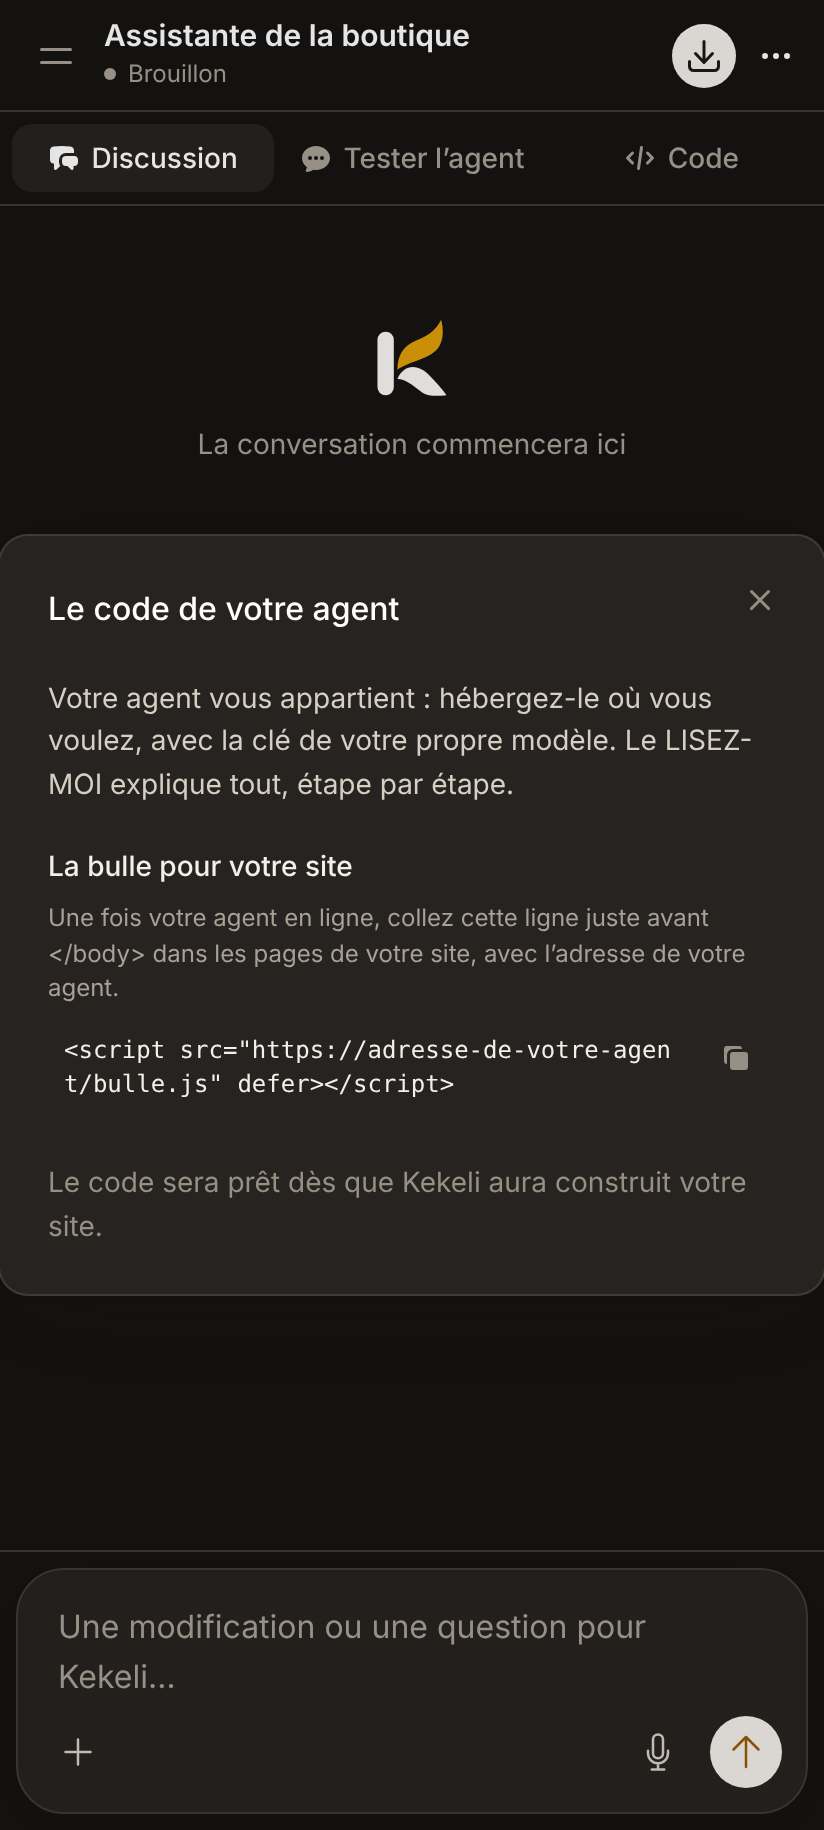 Assistante de la boutique
Brouillon
Discussion
Tester l’agent
</> Code
La conversation commencera ici
Le code de votre agent
Votre agent vous appartient : hébergez-le où vous
voulez, avec la clé de votre propre modèle. Le LISEZ-
MOI explique tout, étape par étape.
La bulle pour votre site
Une fois votre agent en ligne, collez cette ligne juste avant
</body> dans les pages de votre site, avec l’adresse de votre
agent.
<script src="https://adresse-de-votre-agen
t/bulle.js" defer></script>
Le code sera prêt dès que Kekeli aura construit votre
site.
Une modification ou une question pour
Kekeli...